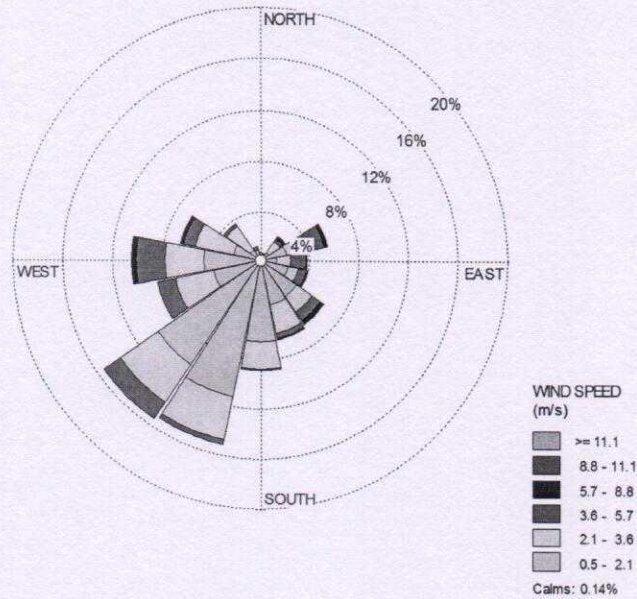 NORTH
20%
16%
12%
8%
4%
WEST
EAST
SOUTH
WIND SPEED
(m/s)
>= 11.1
8.8 - 11.1
5.7 - 8.8
3.6 - 5.7
2.1 - 3.6
0.5 - 2.1
Calms: 0.14%